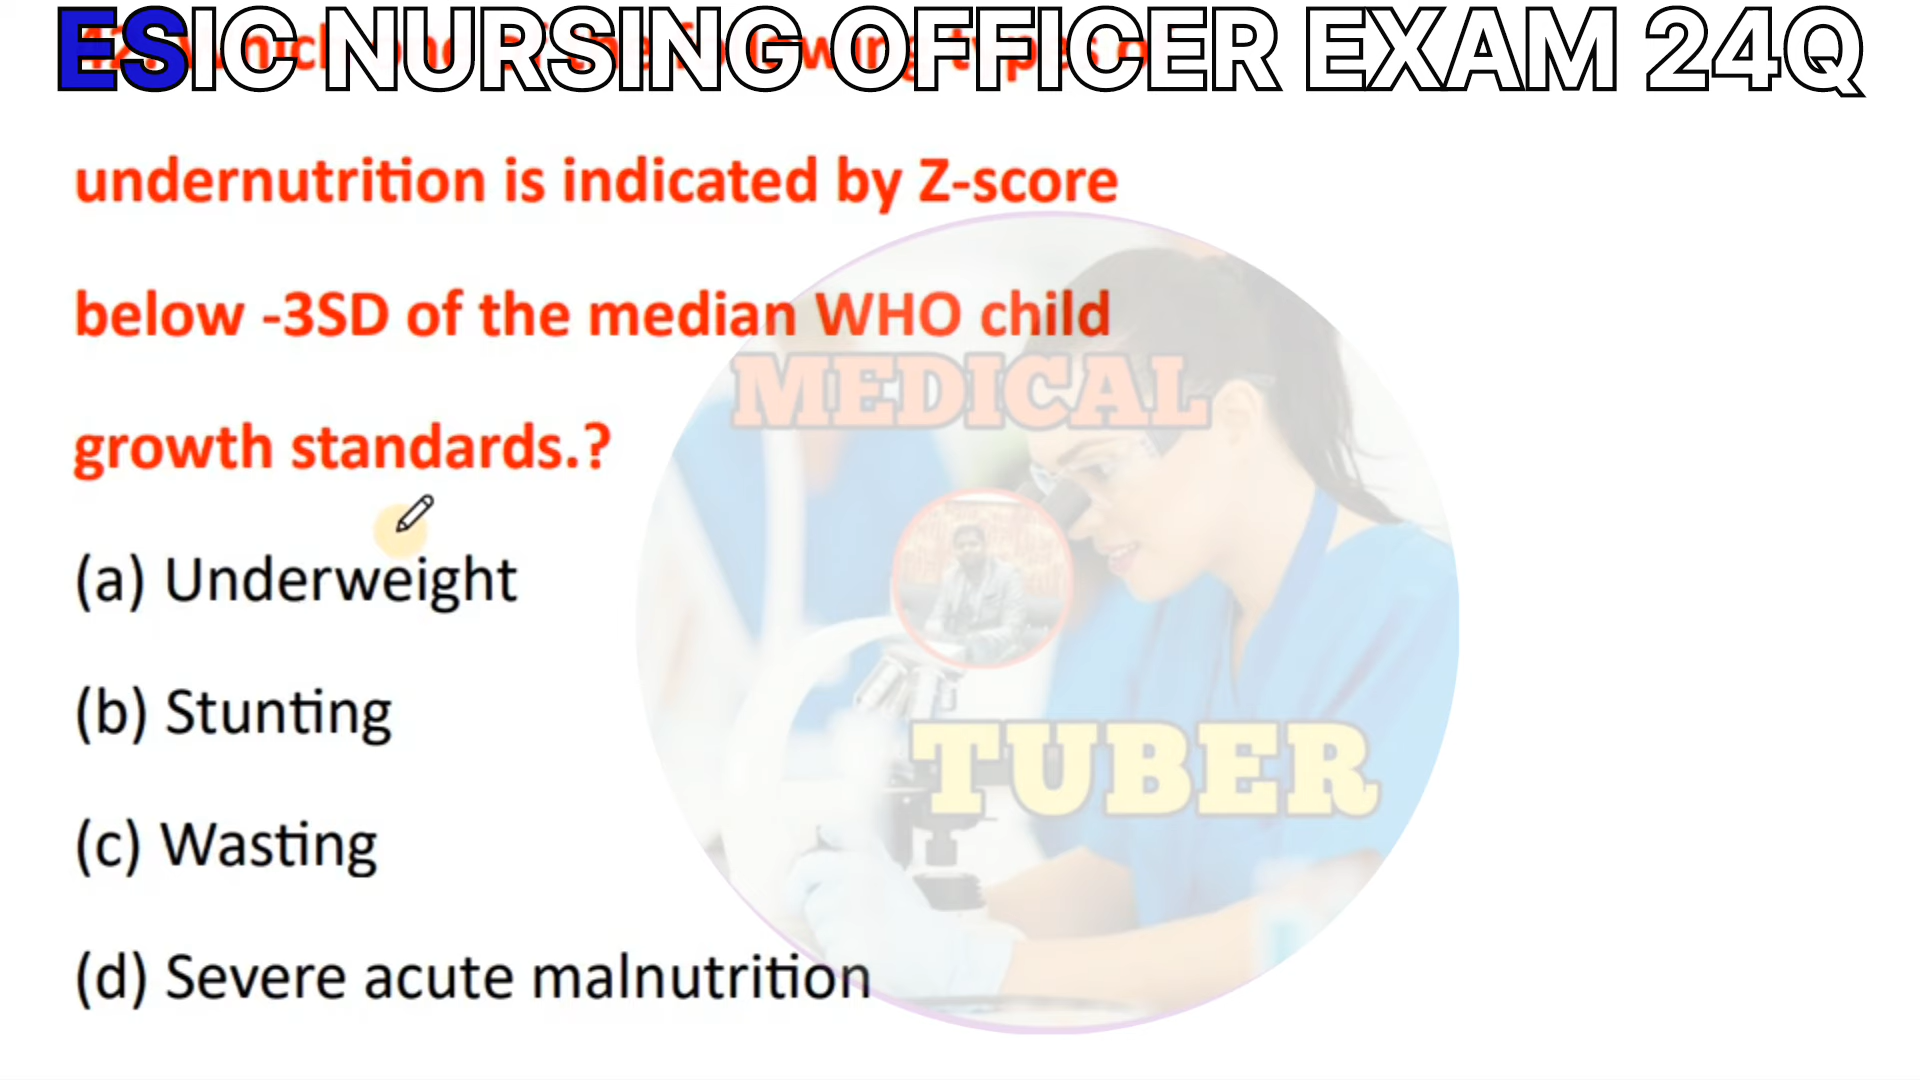 ESIC NURSING OFFICER EXAM 24Q
undernutrition is indicated by Z-score
below -3SD of the median WHO child
growth standards.?
(a) Underweight
(b) Stunting
(c) Wasting
(d) Severe acute malnutrition
MEDICAL
TUBER